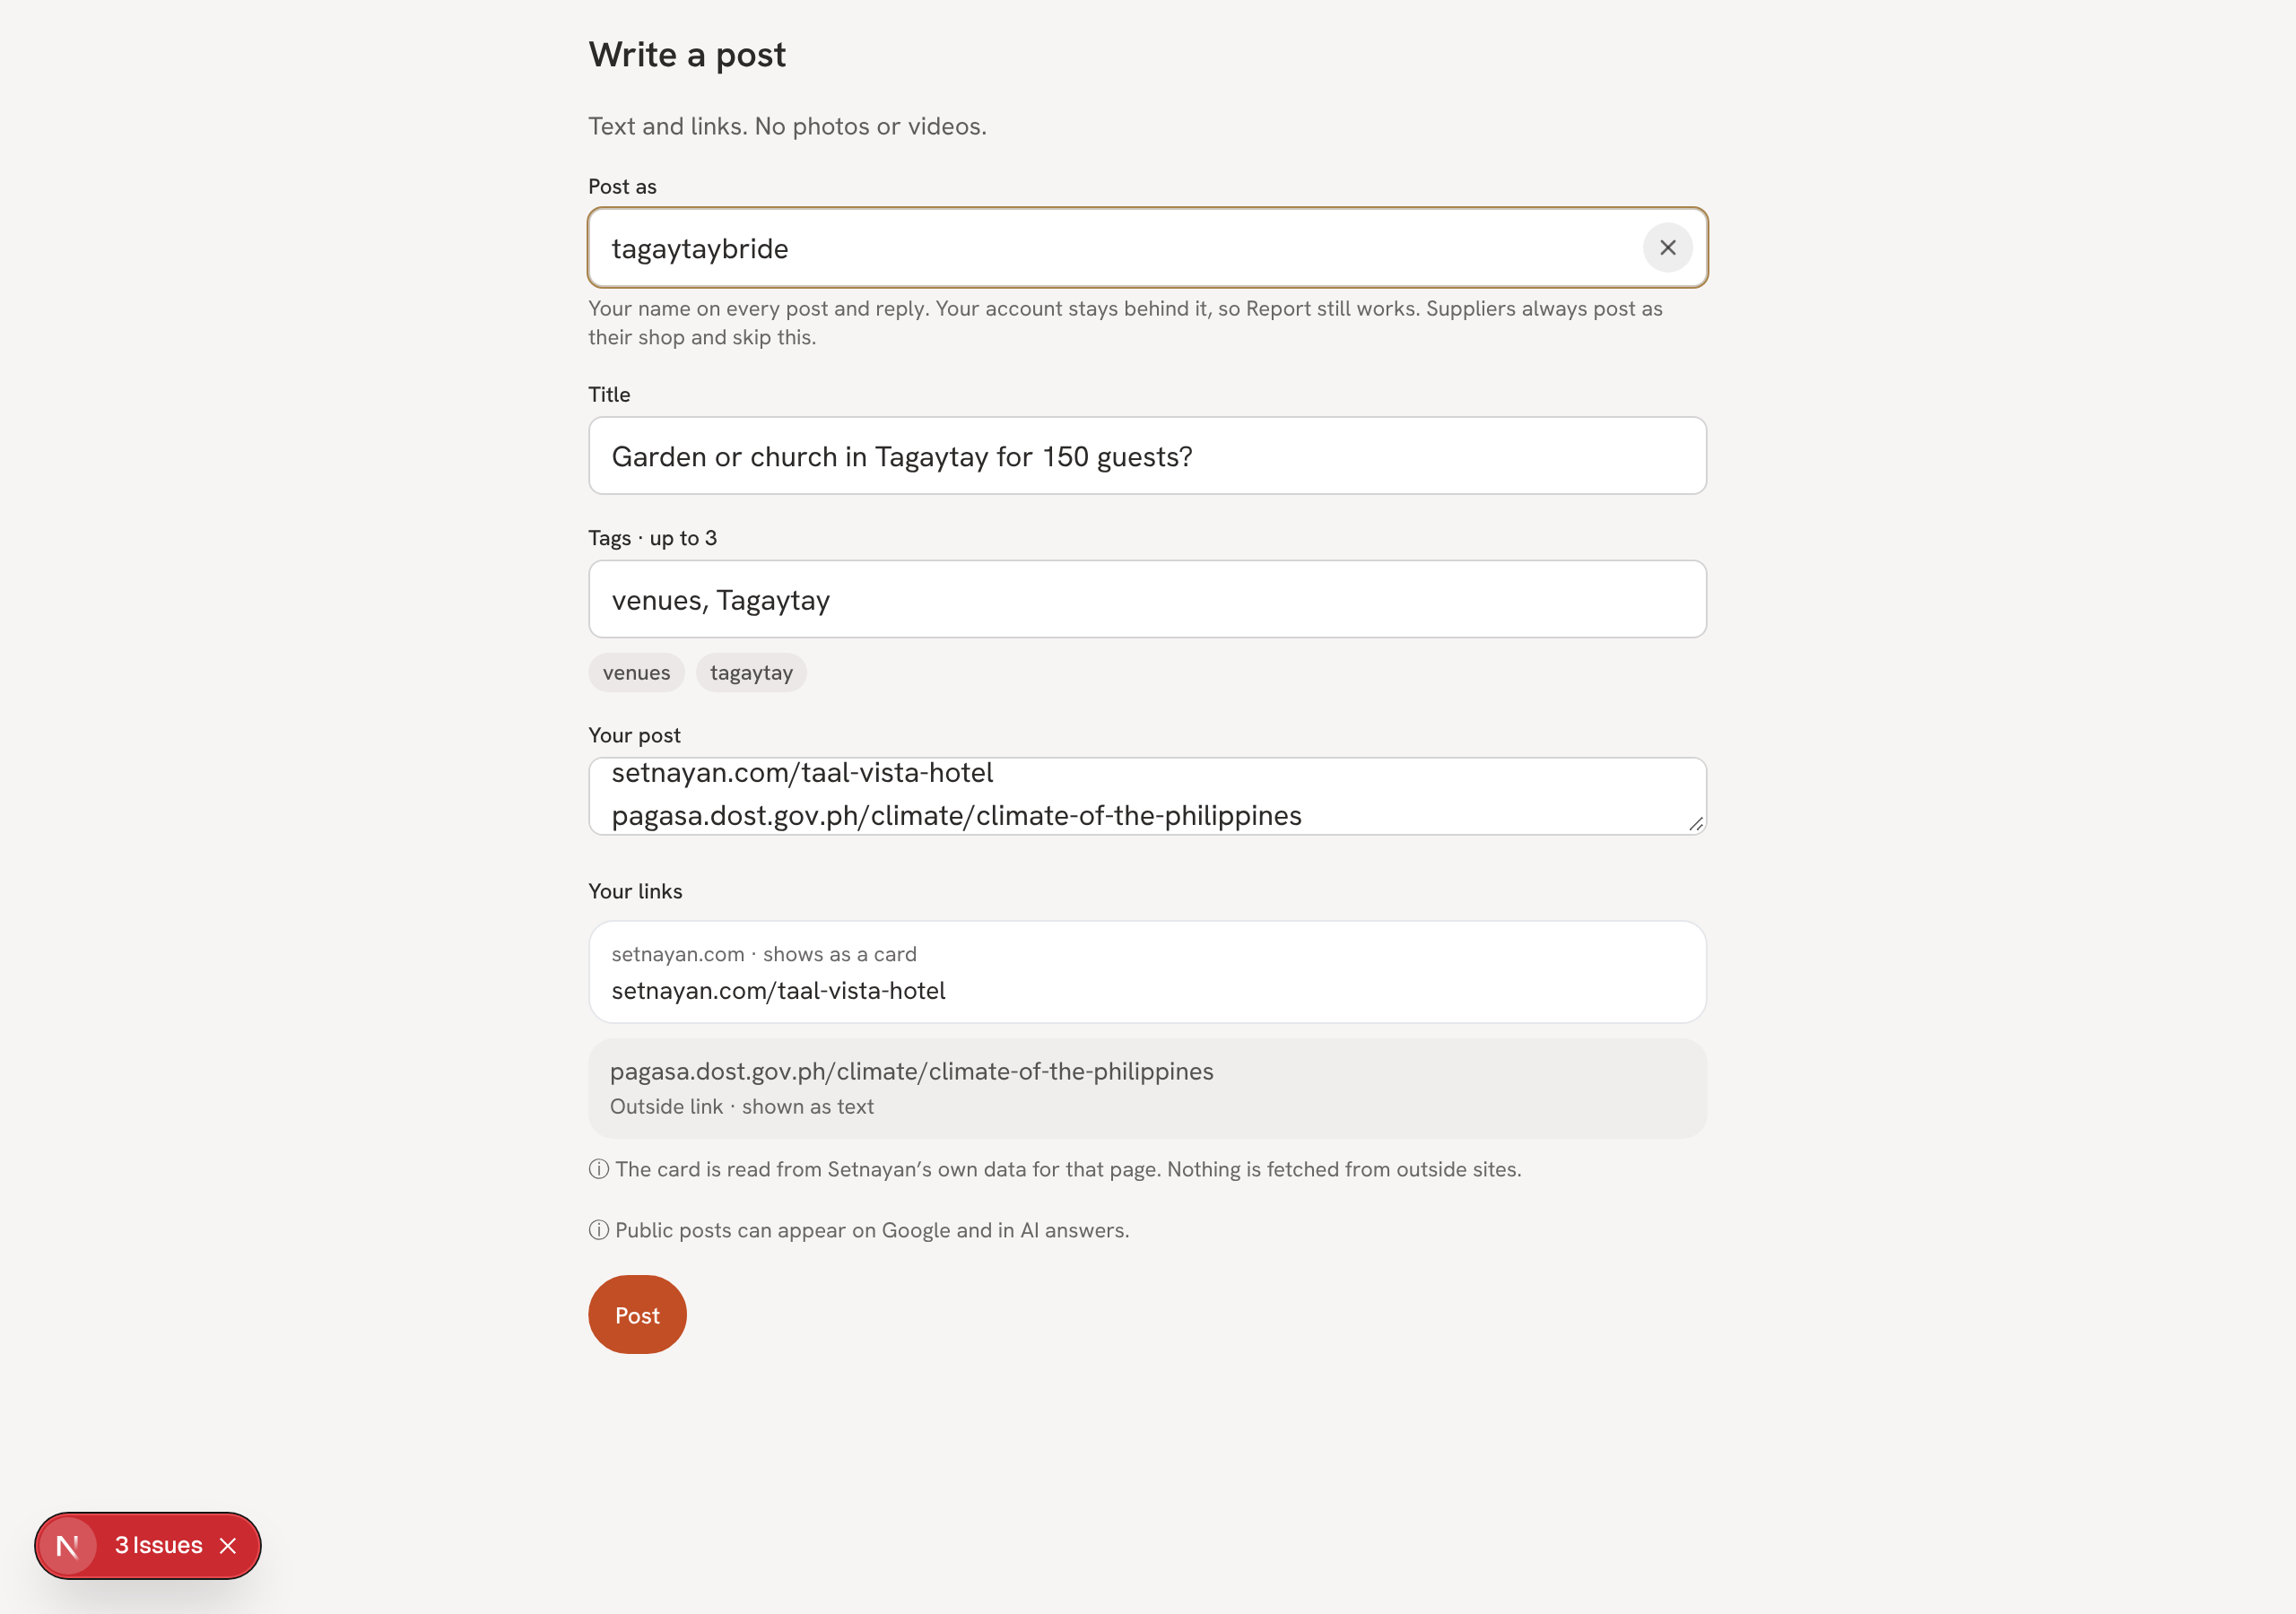 Write a post
Text and links. No photos or videos.
Post as
tagaytaybride
Your name on every post and reply. Your account stays behind it, so Report still works. Suppliers always post as
their shop and skip this.
Title
Garden or church in Tagaytay for 150 guests?
Tags · up to 3
venues, Tagaytay
venues tagaytay
Your post
setnayan.com/taal-vista-hotel
pagasa.dost.gov.ph/climate/climate-of-the-philippines
Your links
setnayan.com · shows as a card
setnayan.com/taal-vista-hotel
pagasa.dost.gov.ph/climate/climate-of-the-philippines
Outside link · shown as text
ⓘ The card is read from Setnayan’s own data for that page. Nothing is fetched from outside sites.
ⓘ Public posts can appear on Google and in AI answers.
Post
N 3 Issues